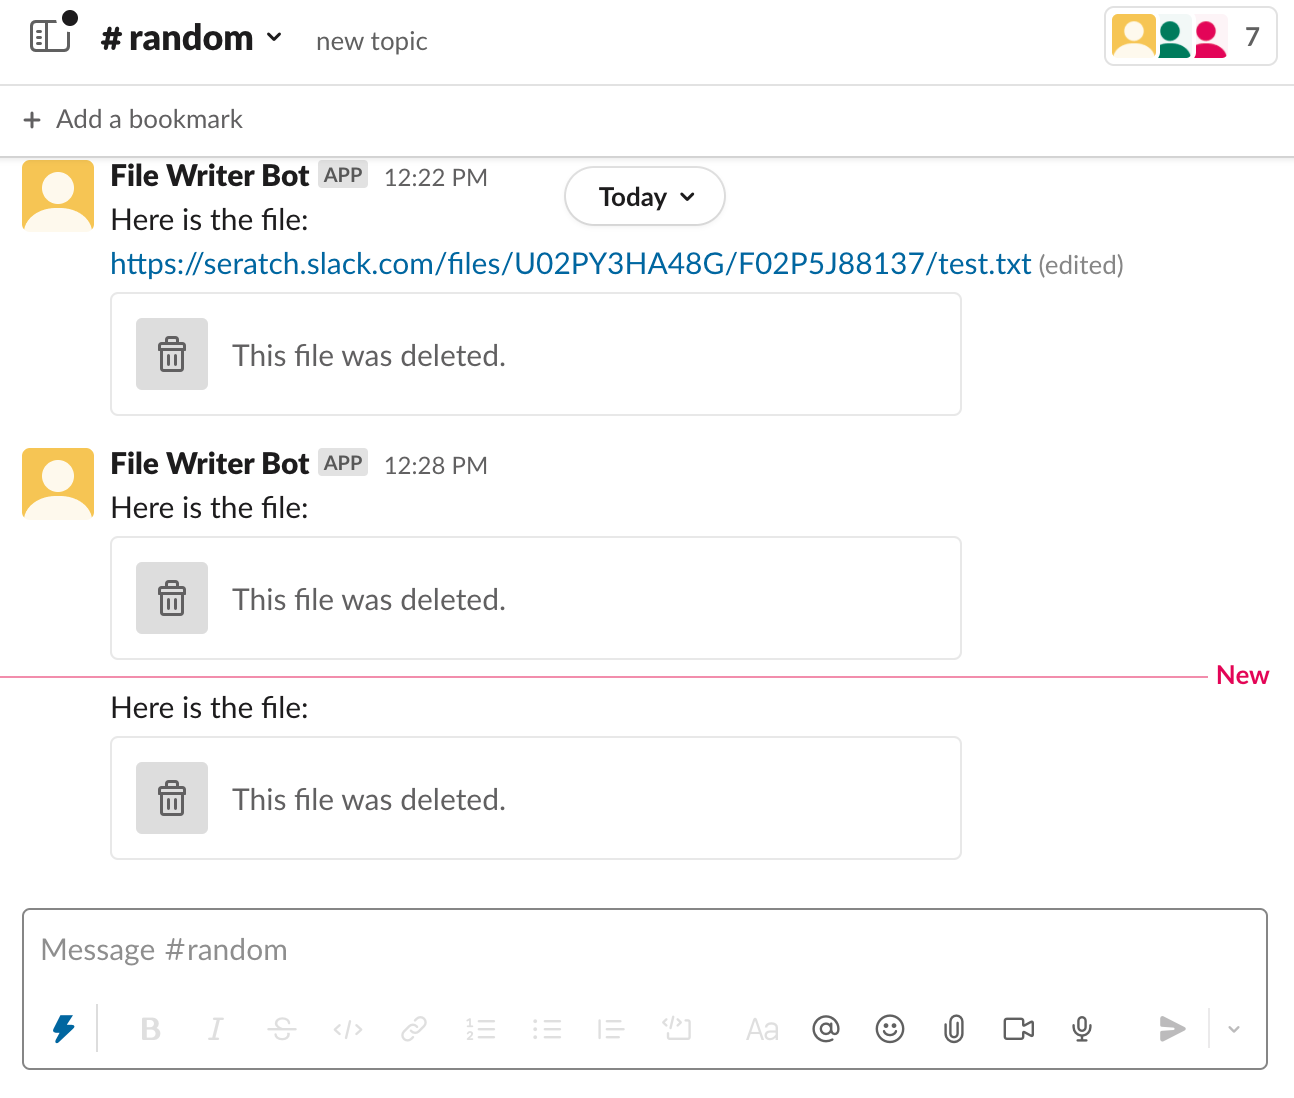 # random new topic 7
+ Add a bookmark
File Writer Bot APP 12:22 PM
Today
Here is the file:
https://seratch.slack.com/files/U02PY3HA48G/F02P5J88137/test.txt (edited)
This file was deleted.
File Writer Bot APP 12:28 PM
Here is the file:
This file was deleted.
New
Here is the file:
This file was deleted.
Message #random
B I S </> Aa @